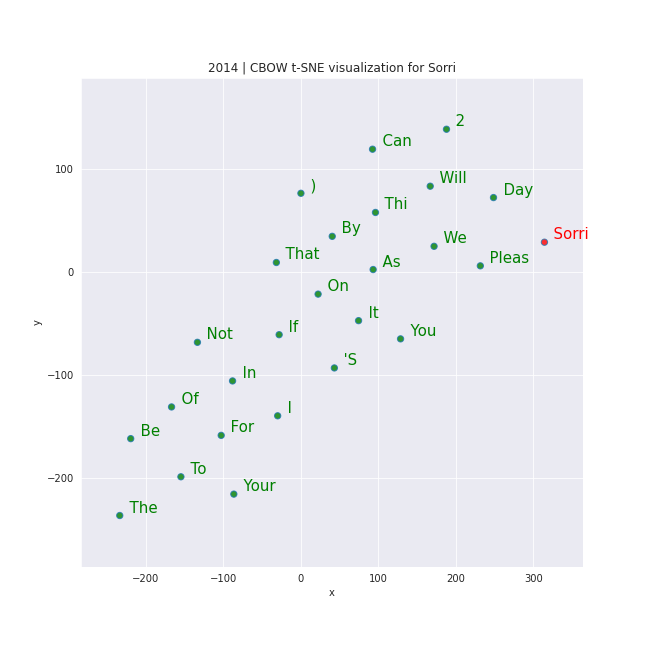 2014 | CBOW t-SNE visualization for Sorri
2
Can
Will
Day
)
Thi
By
We
Sorri
That
As
Pleas
On
It
If
You
Not
'S
In
I
Of
For
Be
To
Your
The
100
0
−100
−200
y
−200 −100 0 100 200 300
x